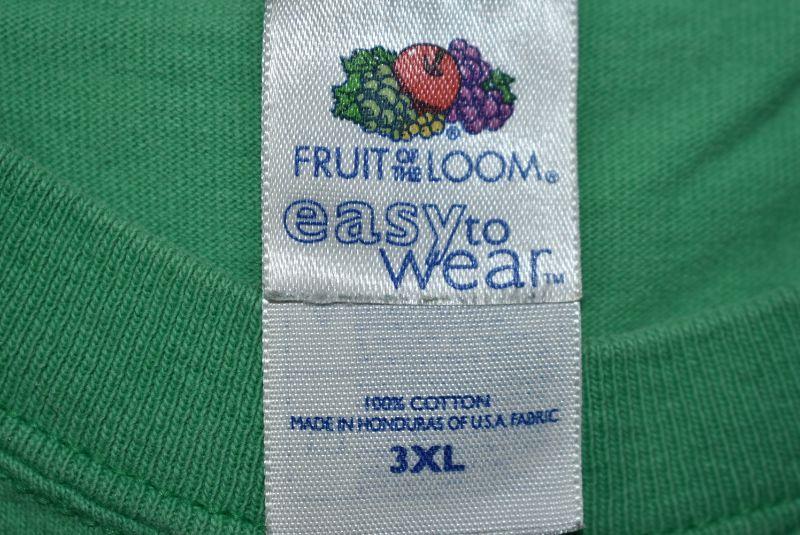 ®
FRUIT OF THE LOOM®
easy to
wear™
100% COTTON
MADE IN HONDURAS OF U.S.A. FABRIC
3XL